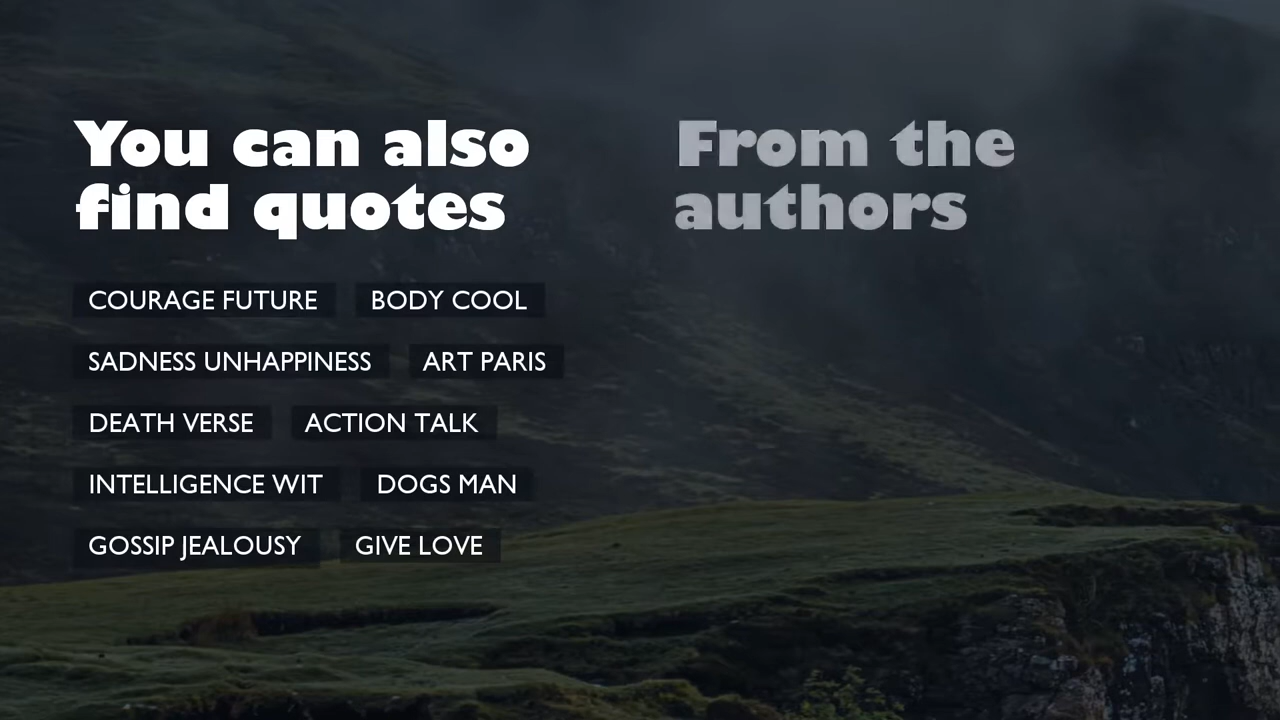 You can also
find quotes
COURAGE FUTURE
BODY COOL
SADNESS UNHAPPINESS
ART PARIS
DEATH VERSE
ACTION TALK
INTELLIGENCE WIT
DOGS MAN
GOSSIP JEALOUSY
GIVE LOVE
From the
authors